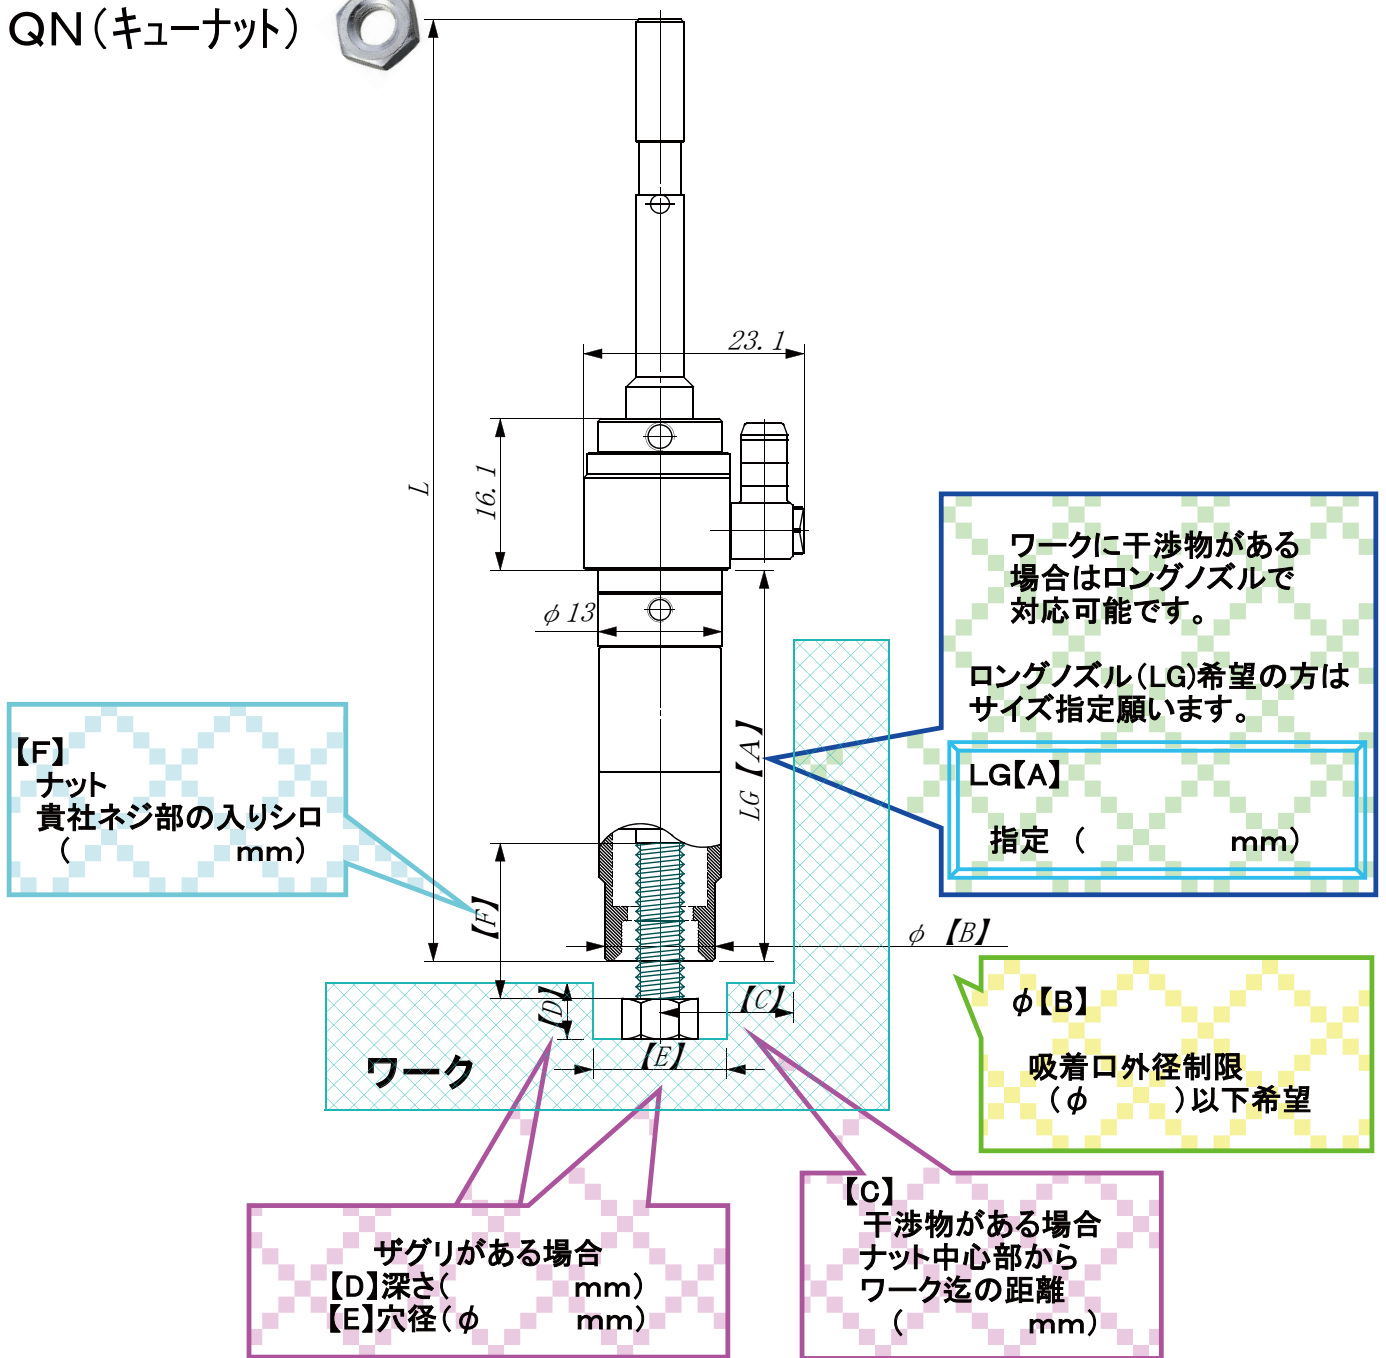 QN(キューナット)
23. 1
L
16. 1
φ13
LG【A】
ワークに干渉物がある
場合はロングノズルで
対応可能です。
ロングノズル(LG)希望の方は
サイズ指定願います。
LG【A】
指定 ( mm)
【F】
ナット
貴社ネジ部の入りシロ
( mm)
【F】
φ 【B】
【D】
【C】
【E】
ワーク
φ【B】
吸着口外径制限
(φ )以下希望
ザグリがある場合
【D】深さ( mm)
【E】穴径(φ mm)
【C】
干渉物がある場合
ナット中心部から
ワーク迄の距離
( mm)